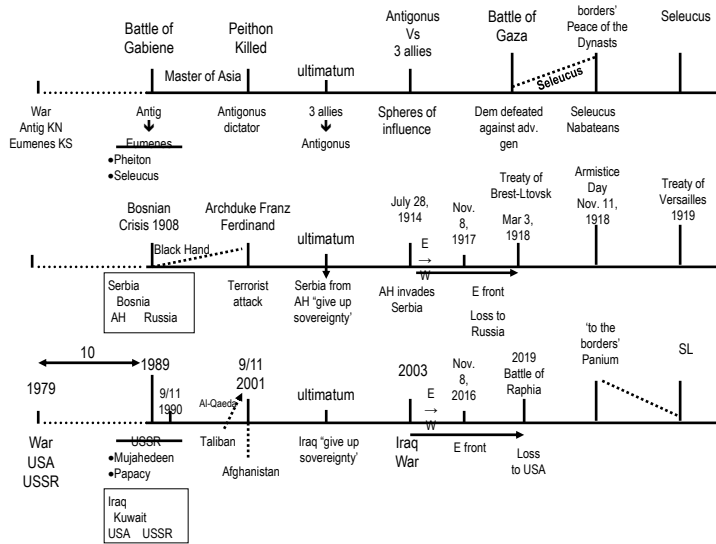 Battle of
Gabiene
Peithon
Killed
Antigonus
Vs
3 allies
Battle of
Gaza
borders'
Peace of the
Dynasts
Seleucus
Master of Asia
ultimatum
Seleucus
War
Antig KN
Eumenes KS
Antig
Eumenes
•Pheiton
•Seleucus
Antigonus
dictator
3 allies
Antigonus
Spheres of
influence
Dem defeated
against adv.
gen
Seleucus
Nabateans
Bosnian
Crisis 1908
Archduke Franz
Ferdinand
July 28,
1914
Nov.
8,
1917
Treaty of
Brest-Ltovsk
Mar 3,
1918
Armistice
Day
Nov. 11,
1918
Treaty of
Versailles
1919
Black Hand
ultimatum
E
→
W
Serbia
Bosnia
AH Russia
Terrorist
attack
Serbia from
AH “give up
sovereignty’
AH invades
Serbia
E front
Loss to
Russia
10
1979
1989
9/11
1990
Al-Qaeda
9/11
2001
ultimatum
2003
E
→
W
Nov.
8,
2016
2019
Battle of
Raphia
‘to the
borders’
Panium
SL
War
USA
USSR
USSR
•Mujahedeen
•Papacy
Taliban
Afghanistan
Iraq “give up
sovereignty’
Iraq
War
E front
Loss
to USA
Iraq
Kuwait
USA USSR